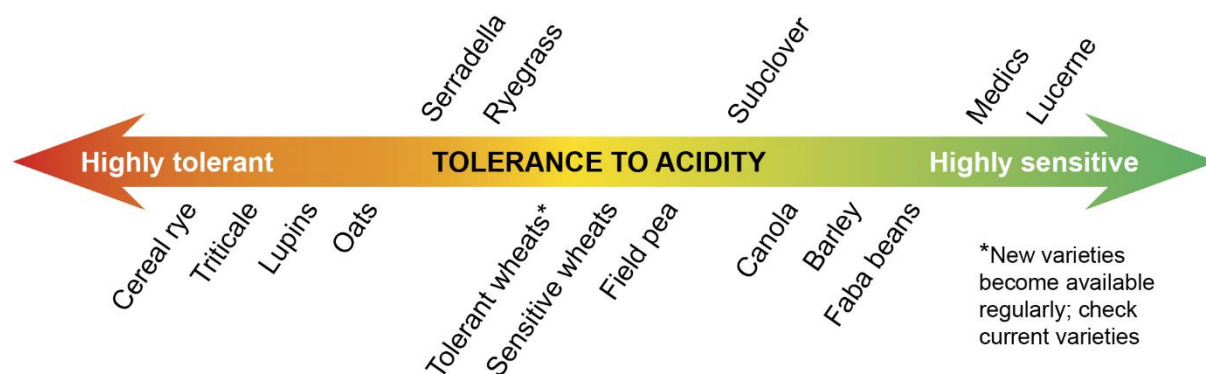 Serradella
Ryegrass
Subclover
Medics
Lucerne
Highly tolerant
TOLERANCE TO ACIDITY
Highly sensitive
Cereal rye
Triticale
Lupins
Oats
Tolerant wheats*
Sensitive wheats
Field pea
Canola
Barley
Faba beans
*New varieties
become available
regularly; check
current varieties